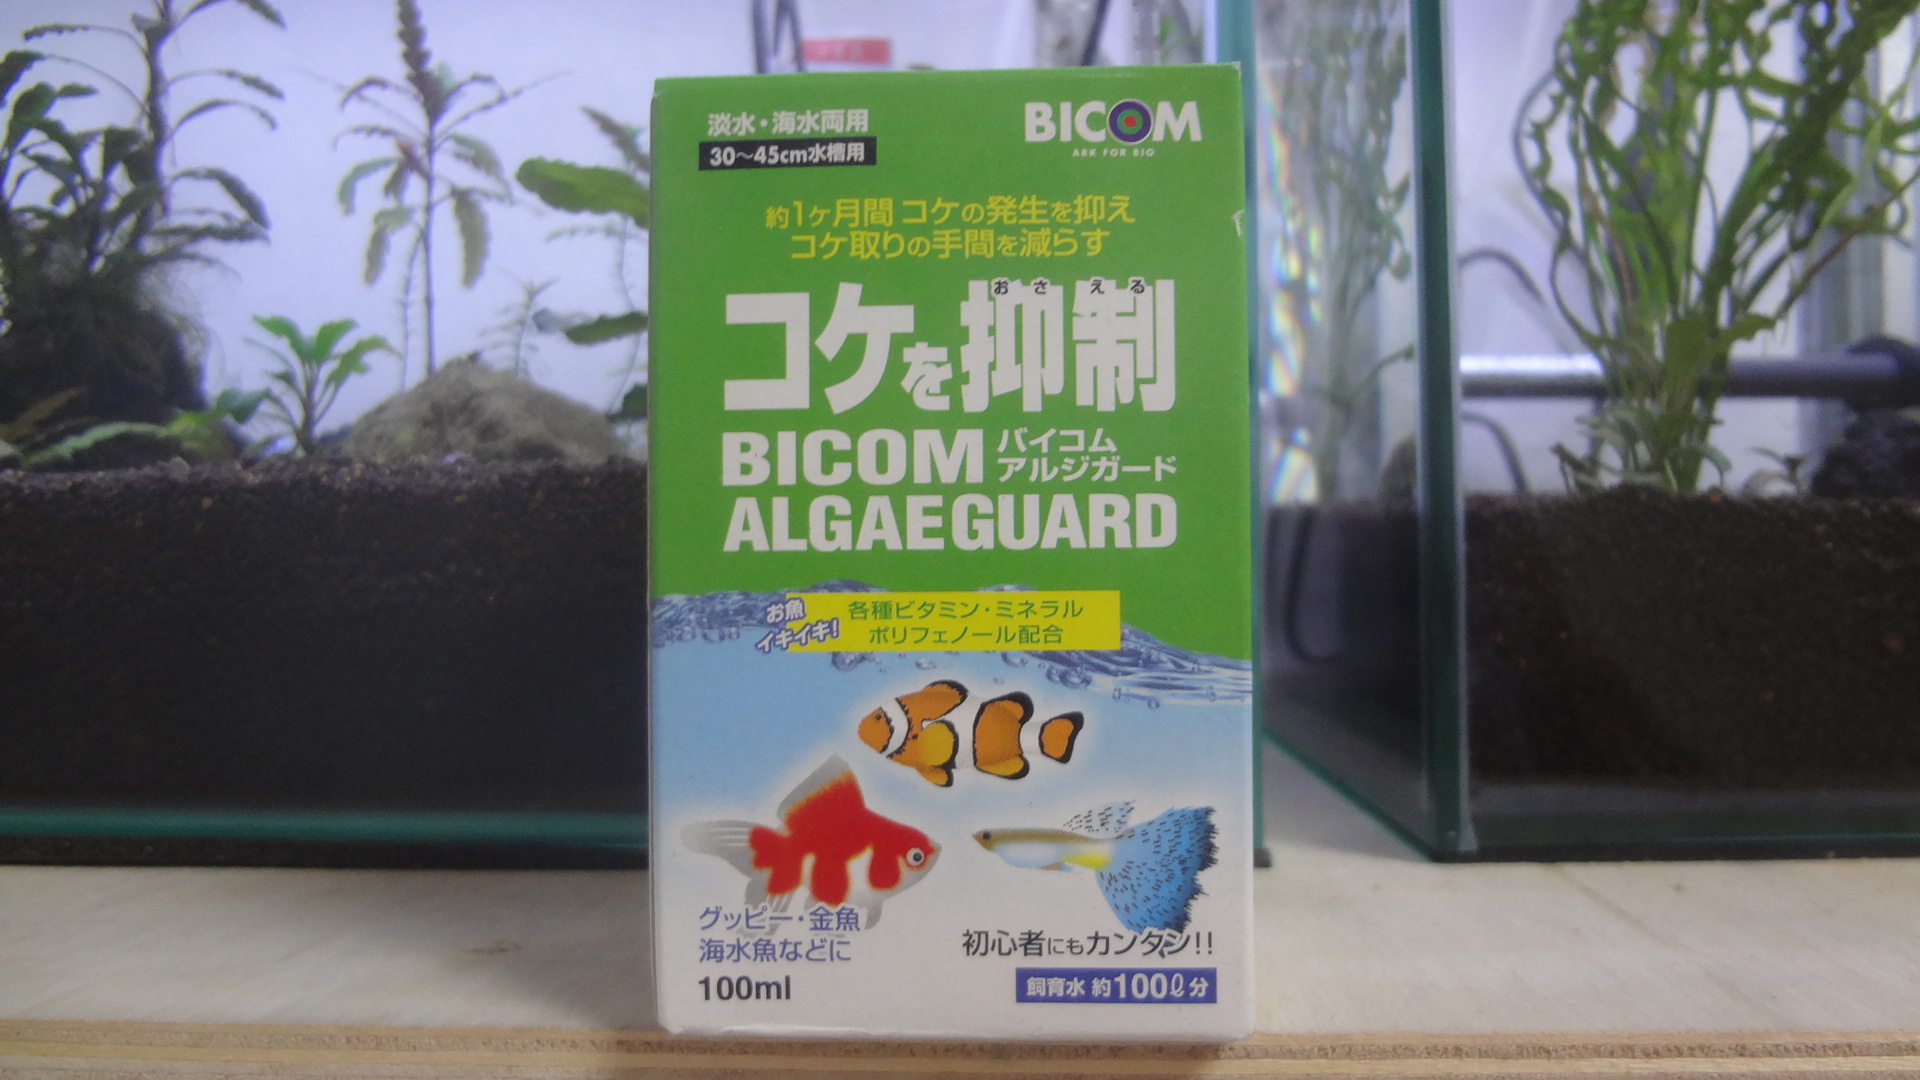 淡水・海水両用
30～45cm水槽用
BICOM
ARK FOR BIO
約1ヶ月間 コケの発生を抑え
コケ取りの手間を減らす
おさえる
コケを抑制
BICOM バイコム
アルジガード
ALGAEGUARD
お魚
イキイキ!
各種ビタミン・ミネラル
ポリフェノール配合
グッピー・金魚
海水魚などに
100ml
初心者にもカンタン!!
飼育水 約100ℓ分